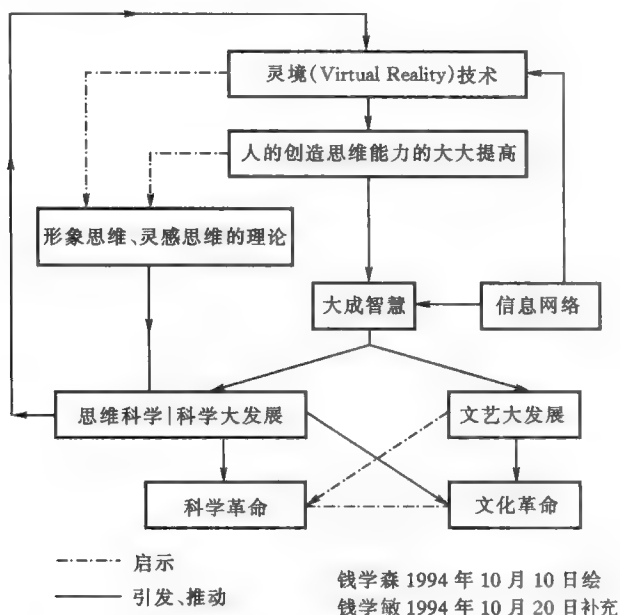 灵境(Virtual Reality)技术
人的创造思维能力的大大提高
形象思维、灵感思维的理论
大成智慧
信息网络
思维科学|科学大发展
文艺大发展
科学革命
文化革命
启示
引发、推动
钱学森 1994 年 10 月 10 日绘
钱学敏 1994 年 10 月 20 日补充